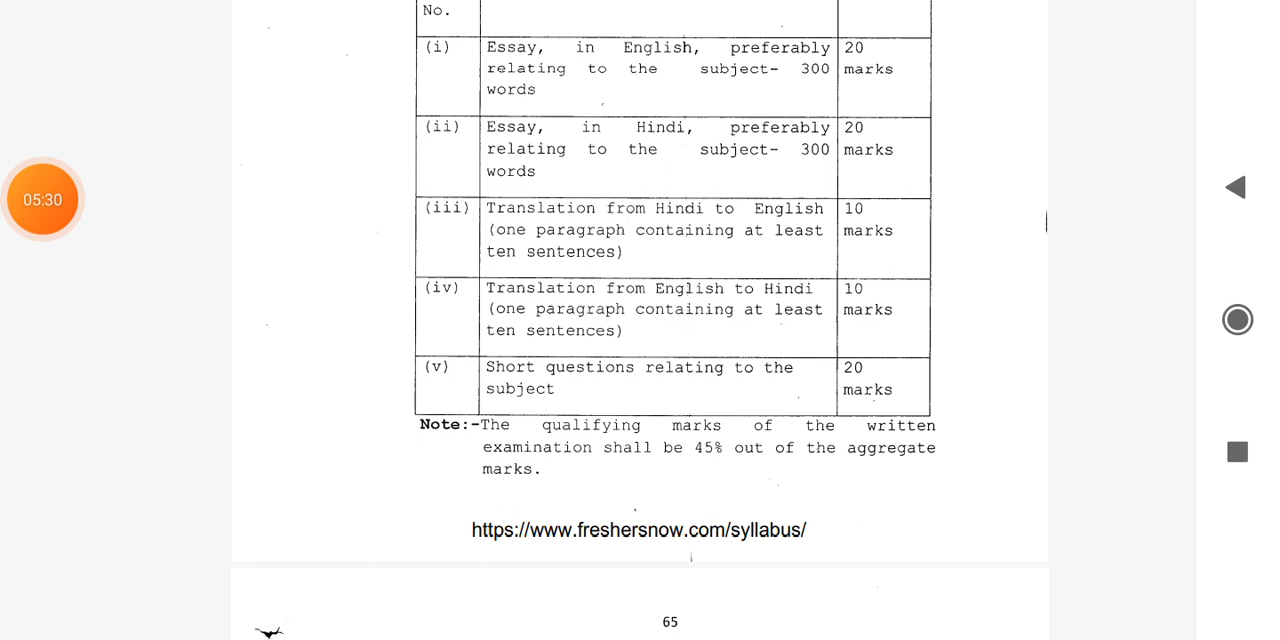 No.
(i) Essay, in English, preferably 20
relating to the subject- 300 marks
words
(ii) Essay, in Hindi, preferably 20
relating to the subject- 300 marks
words
(iii) Translation from Hindi to English 10
(one paragraph containing at least marks
ten sentences)
(iv) Translation from English to Hindi 10
(one paragraph containing at least marks
ten sentences)
(v) Short questions relating to the 20
subject marks
Note:-The qualifying marks of the written
examination shall be 45% out of the aggregate
marks.
https://www.freshersnow.com/syllabus/
65
05:30